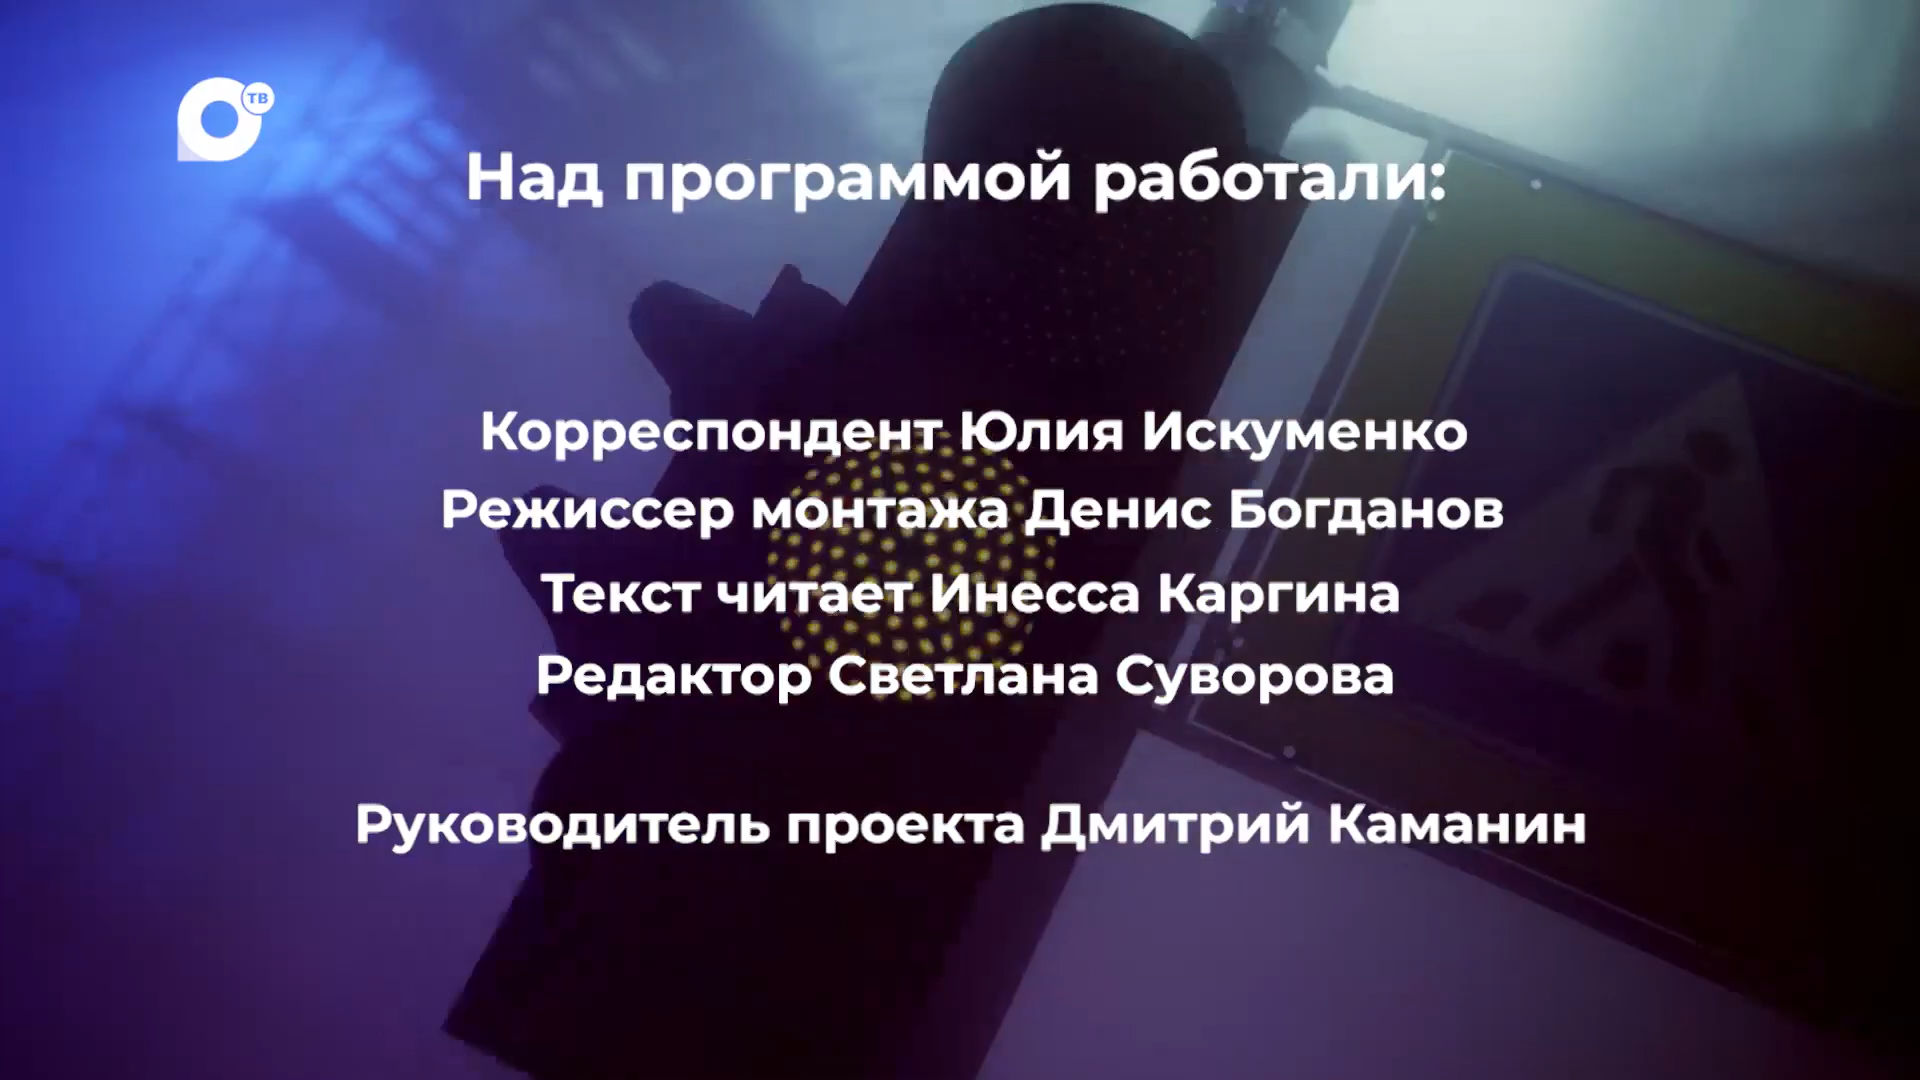 ТВ
Над программой работали:
Корреспондент Юлия Искуменко
Режиссер монтажа Денис Богданов
Текст читает Инесса Каргина
Редактор Светлана Суворова
Руководитель проекта Дмитрий Каманин